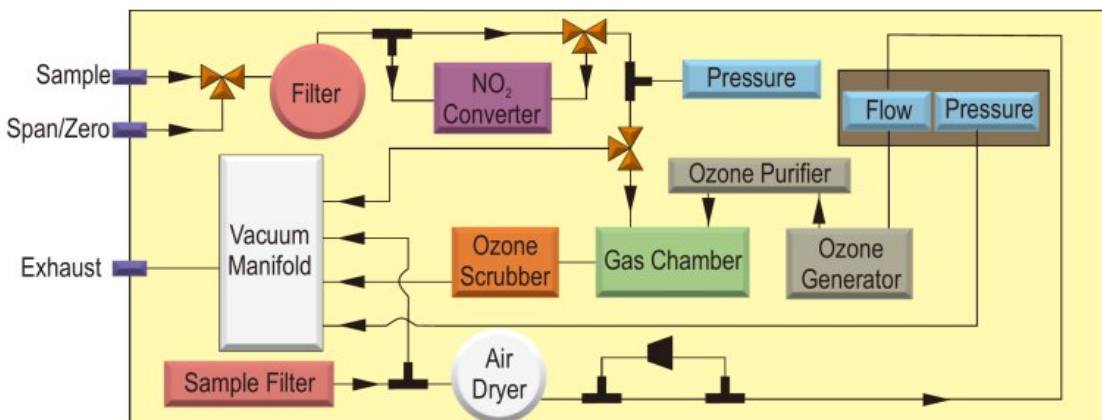 Sample
Span/Zero
Exhaust
Filter
NO₂
Converter
Pressure
Flow
Pressure
Vacuum
Manifold
Ozone
Scrubber
Gas Chamber
Ozone Purifier
Ozone
Generator
Sample Filter
Air
Dryer